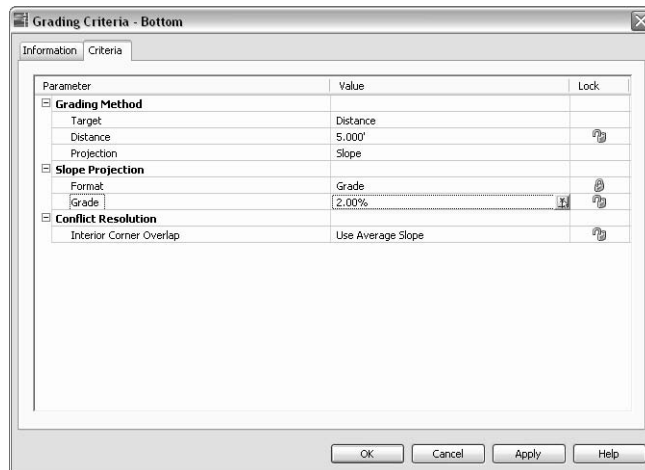 Grading Criteria - Bottom
Information Criteria
Parameter Value Lock
Grading Method
Target Distance
Distance 5.000'
Projection Slope
Slope Projection
Format Grade
Grade 2.00%
Conflict Resolution
Interior Corner Overlap Use Average Slope
OK Cancel Apply Help